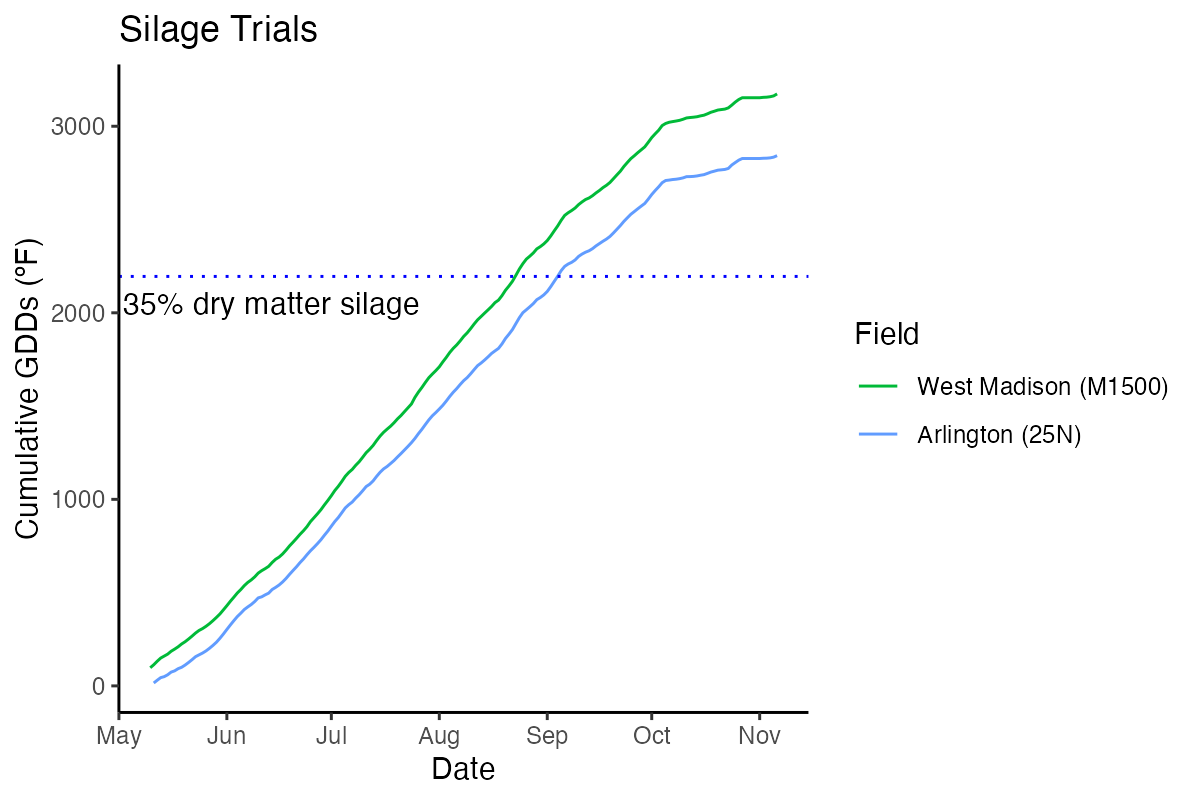 Silage Trials
Cumulative GDDs (°F)
3000
2000
1000
0
35% dry matter silage
May Jun Jul Aug Sep Oct Nov
Date
Field
West Madison (M1500)
Arlington (25N)